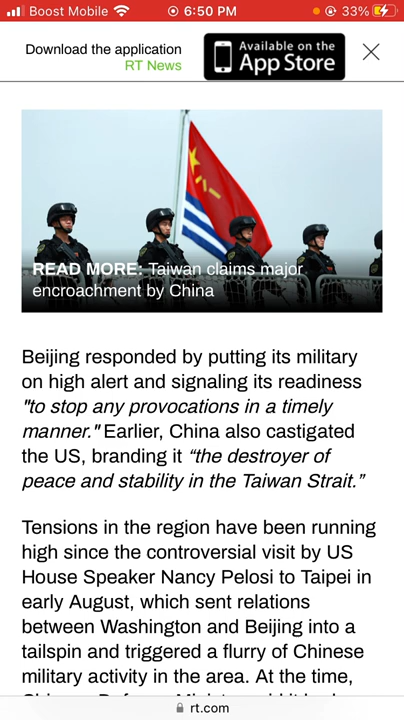 Boost Mobile 6:50 PM 33%
Download the application
RT News
Available on the
App Store
READ MORE: Taiwan claims major
encroachment by China
Beijing responded by putting its military
on high alert and signaling its readiness
"to stop any provocations in a timely
manner." Earlier, China also castigated
the US, branding it “the destroyer of
peace and stability in the Taiwan Strait.”
Tensions in the region have been running
high since the controversial visit by US
House Speaker Nancy Pelosi to Taipei in
early August, which sent relations
between Washington and Beijing into a
tailspin and triggered a flurry of Chinese
military activity in the area. At the time,
rt.com